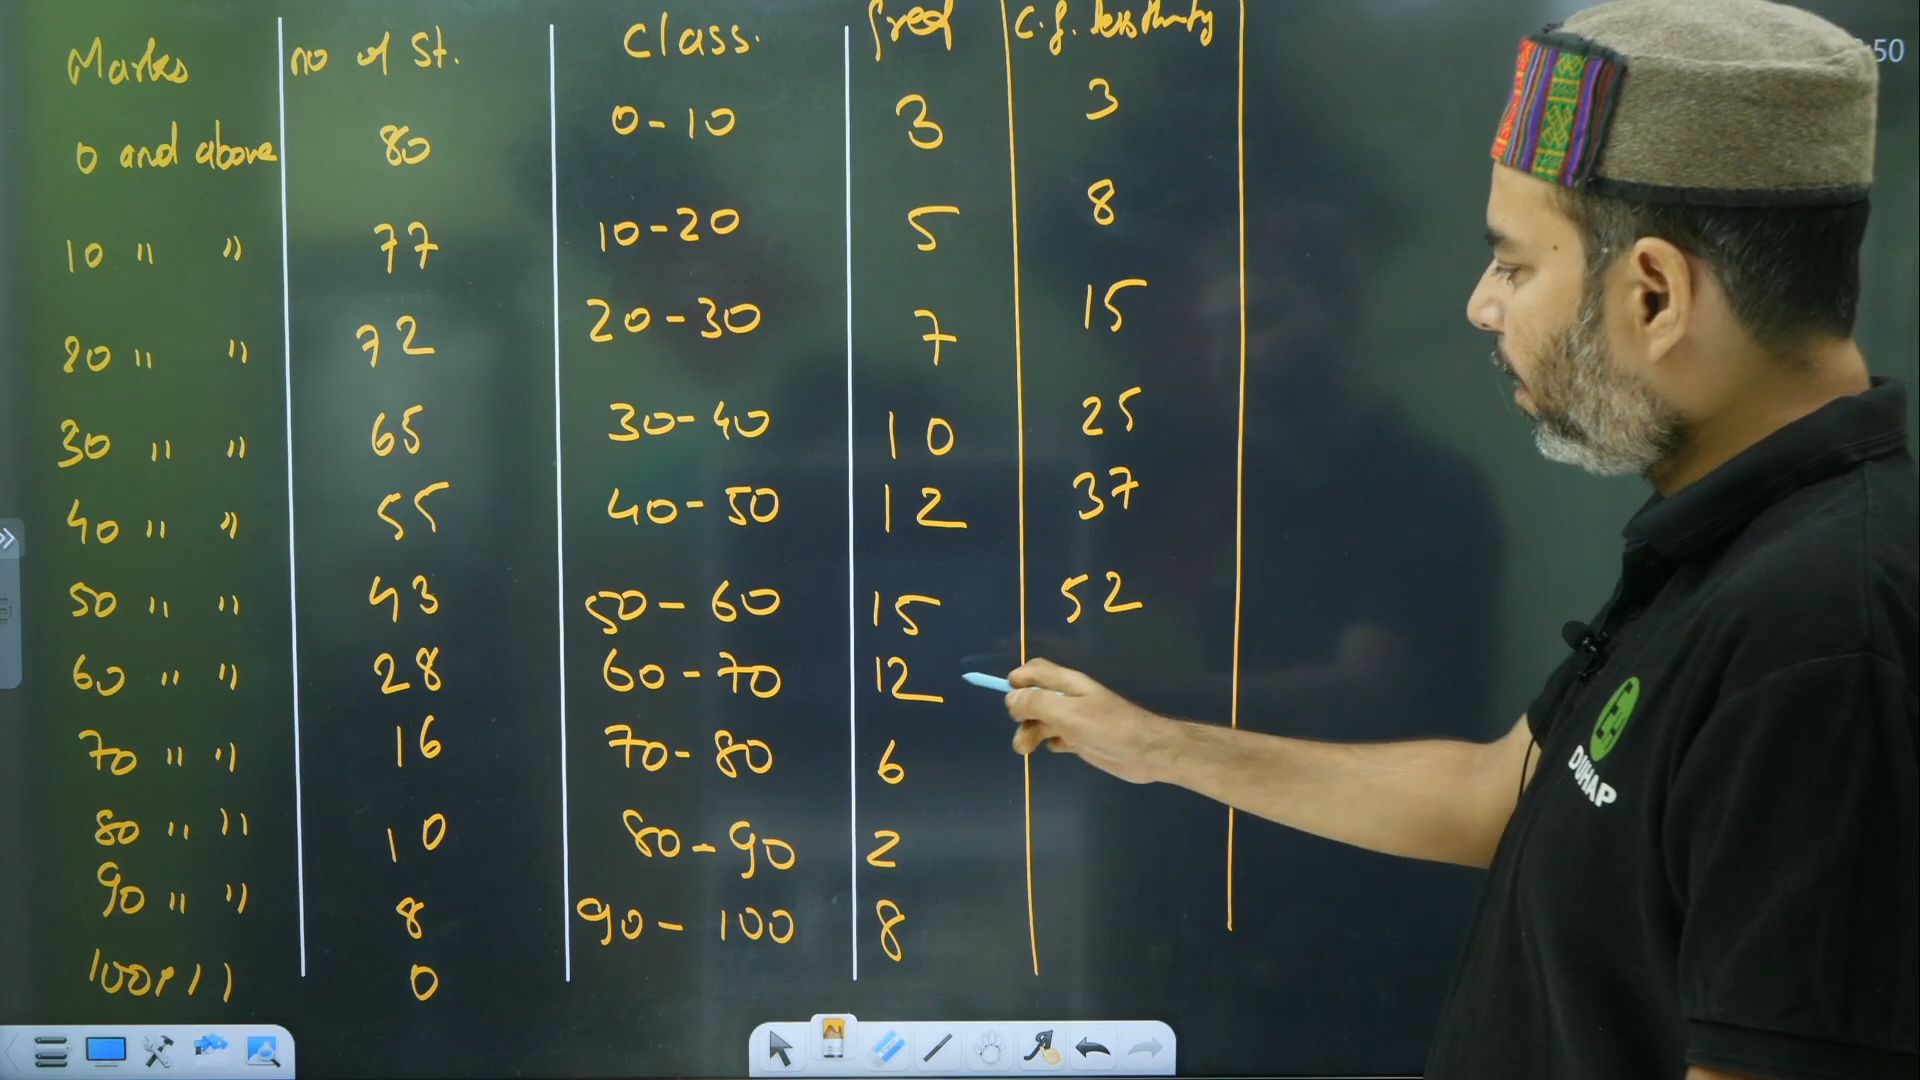 Marks no of St. Class. freq C.f. less than
0 and above 80 0-10 3 3
10 " " 77 10-20 5 8
20 " " 72 20-30 7 15
30 " " 65 30-40 10 25
40 " " 55 40-50 12 37
50 " " 43 50-60 15 52
60 " " 28 60-70 12
70 " " 16 70-80 6
80 " " 10 80-90 2
90 " " 8 90-100 8
100 " " 0
:50
DUHAP